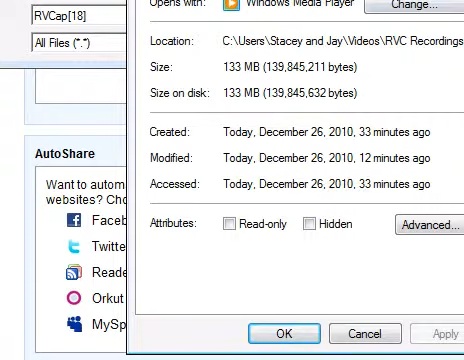 Opens with: Windows Media Player Change...
RVCap[18]
All Files (*.*)
Location: C:\Users\Stacey and Jay\Videos\RVC Recordings
Size: 133 MB (139,845,211 bytes)
Size on disk: 133 MB (139,845,632 bytes)
Created: Today, December 26, 2010, 33 minutes ago
Modified: Today, December 26, 2010, 12 minutes ago
Accessed: Today, December 26, 2010, 33 minutes ago
Attributes: Read-only Hidden Advanced...
AutoShare
Want to autom
websites? Cho
Faceb
Twitte
Reade
Orkut
MySp
OK Cancel Apply